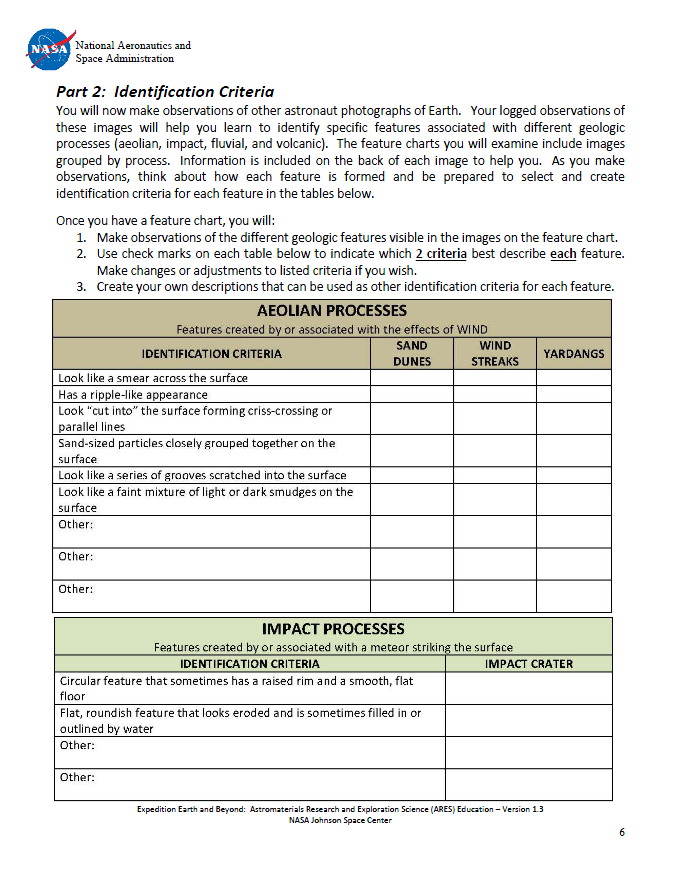 NASA
National Aeronautics and
Space Administration
Part 2: Identification Criteria
You will now make observations of other astronaut photographs of Earth. Your logged observations of
these images will help you learn to identify specific features associated with different geologic
processes (aeolian, impact, fluvial, and volcanic). The feature charts you will examine include images
grouped by process. Information is included on the back of each image to help you. As you make
observations, think about how each feature is formed and be prepared to select and create
identification criteria for each feature in the tables below.
Once you have a feature chart, you will:
1. Make observations of the different geologic features visible in the images on the feature chart.
2. Use check marks on each table below to indicate which 2 criteria best describe each feature.
Make changes or adjustments to listed criteria if you wish.
3. Create your own descriptions that can be used as other identification criteria for each feature.
AEOLIAN PROCESSES
Features created by or associated with the effects of WIND
IDENTIFICATION CRITERIA
SAND
DUNES
WIND
STREAKS
YARDANGS
Look like a smear across the surface
Has a ripple-like appearance
Look “cut into” the surface forming criss-crossing or
parallel lines
Sand-sized particles closely grouped together on the
surface
Look like a series of grooves scratched into the surface
Look like a faint mixture of light or dark smudges on the
surface
Other:
Other:
Other:
IMPACT PROCESSES
Features created by or associated with a meteor striking the surface
IDENTIFICATION CRITERIA
IMPACT CRATER
Circular feature that sometimes has a raised rim and a smooth, flat
floor
Flat, roundish feature that looks eroded and is sometimes filled in or
outlined by water
Other:
Other:
Expedition Earth and Beyond: Astromaterials Research and Exploration Science (ARES) Education – Version 1.3
NASA Johnson Space Center
6